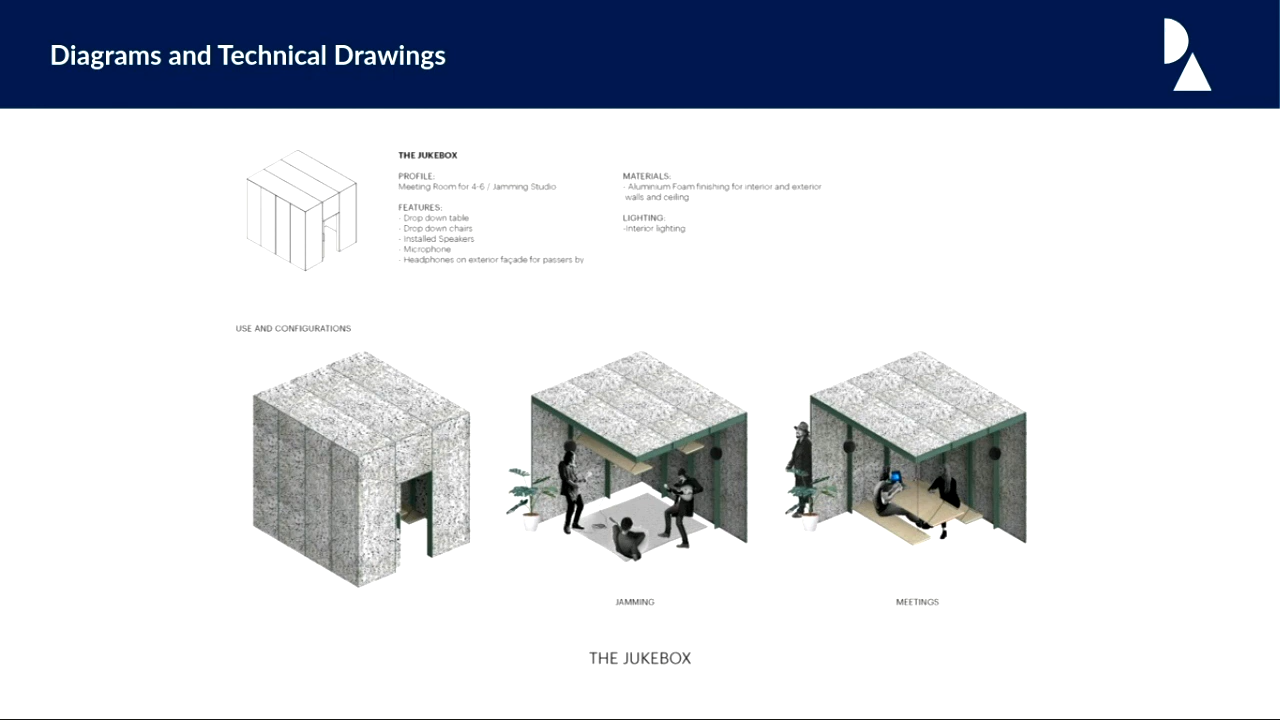 Diagrams and Technical Drawings
THE JUKEBOX
PROFILE:
Meeting Room for 4-6 / Jamming Studio
FEATURES:
- Drop down table
- Drop down chairs
- Installed Speakers
- Microphone
- Headphones on exterior façade for passers by
MATERIALS:
- Aluminium Foam finishing for interior and exterior
walls and ceiling
LIGHTING:
-Interior lighting
USE AND CONFIGURATIONS
JAMMING
MEETINGS
THE JUKEBOX